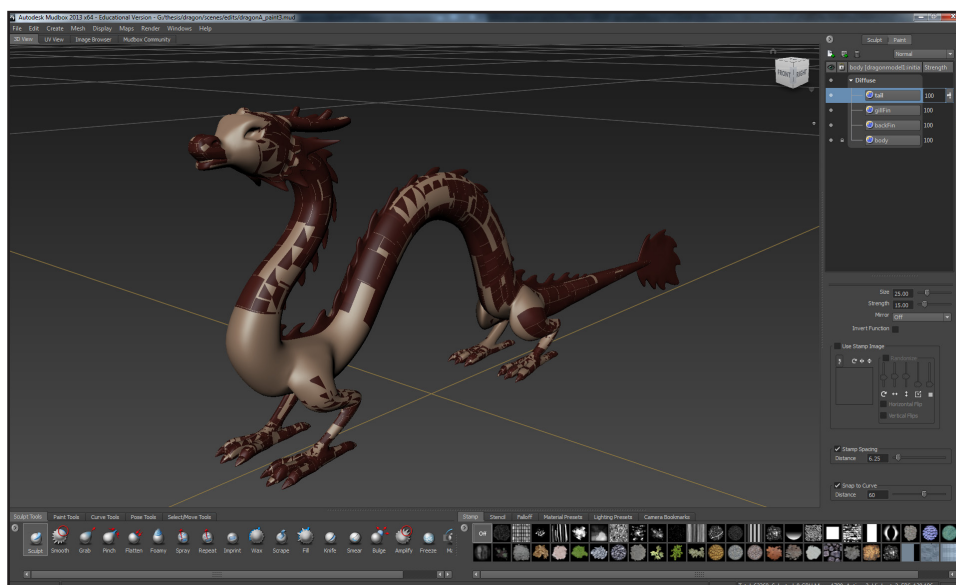 Autodesk Mudbox 2013 x64 - Educational Version - G:/thesis/dragon/scenes/edits/dragonA_paint3.mud
File Edit Create Mesh Display Maps Render Windows Help
3D View UV View Image Browser Mudbox Community
FRONT RIGHT
Sculpt Paint
Normal
body [dragonmodel1:initia Strength
Diffuse
tail 100
gillFin 100
backFin 100
body 100
Size 25.00
Strength 15.00
Mirror Off
Invert Function
Use Stamp Image
Randomize
Horizontal Flip
Vertical Flips
Stamp Spacing
Distance 6.25
Snap to Curve
Distance 60
Sculpt Tools Paint Tools Curve Tools Pose Tools Select/Move Tools
Sculpt Smooth Grab Pinch Flatten Foamy Spray Repeat Imprint Wax Scrape Fill Knife Smear Bulge Amplify Freeze Ma
Stamp Stencil Falloff Material Presets Lighting Presets Camera Bookmarks
Off